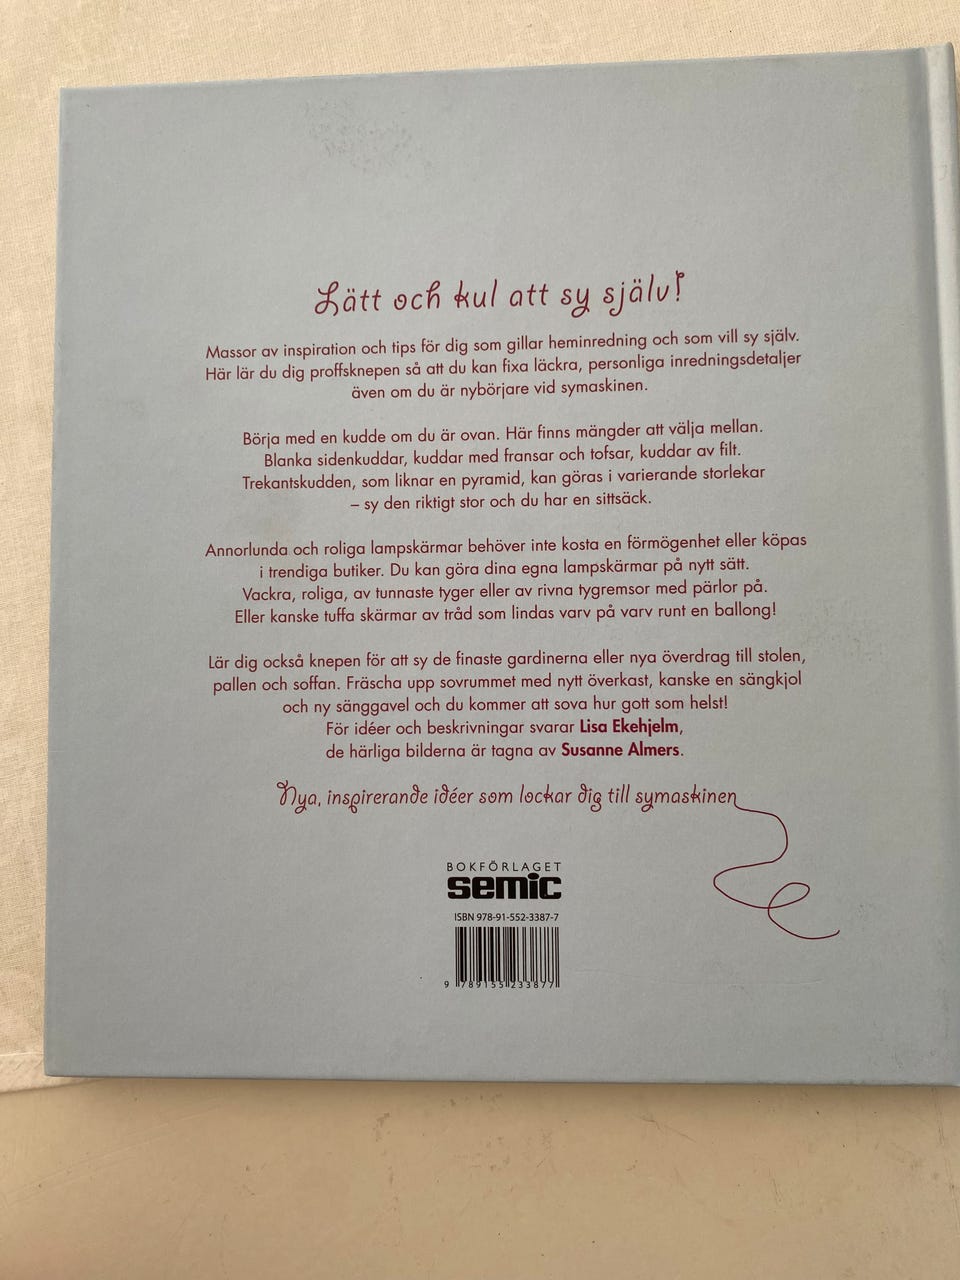 Lätt och kul att sy själv!
Massor av inspiration och tips för dig som gillar heminredning och som vill sy själv.
Här lär du dig proffsknepen så att du kan fixa läckra, personliga inredningsdetaljer
även om du är nybörjare vid symaskinen.
Börja med en kudde om du är ovan. Här finns mängder att välja mellan.
Blanka sidenkuddar, kuddar med fransar och tofsar, kuddar av filt.
Trekantskudden, som liknar en pyramid, kan göras i varierande storlekar
– sy den riktigt stor och du har en sittsäck.
Annorlunda och roliga lampskärmar behöver inte kosta en förmögenhet eller köpas
i trendiga butiker. Du kan göra dina egna lampskärmar på nytt sätt.
Vackra, roliga, av tunnaste tyger eller av rivna tygremsor med pärlor på.
Eller kanske tuffa skärmar av tråd som lindas varv på varv runt en ballong!
Lär dig också knepen för att sy de finaste gardinerna eller nya överdrag till stolen,
pallen och soffan. Fräscha upp sovrummet med nytt överkast, kanske en sängkjol
och ny sänggavel och du kommer att sova hur gott som helst!
För idéer och beskrivningar svarar Lisa Ekehjelm,
de härliga bilderna är tagna av Susanne Almers.
Nya, inspirerande idéer som lockar dig till symaskinen
BOKFÖRLAGET
semic
ISBN 978-91-552-3387-7
9 789155 233877